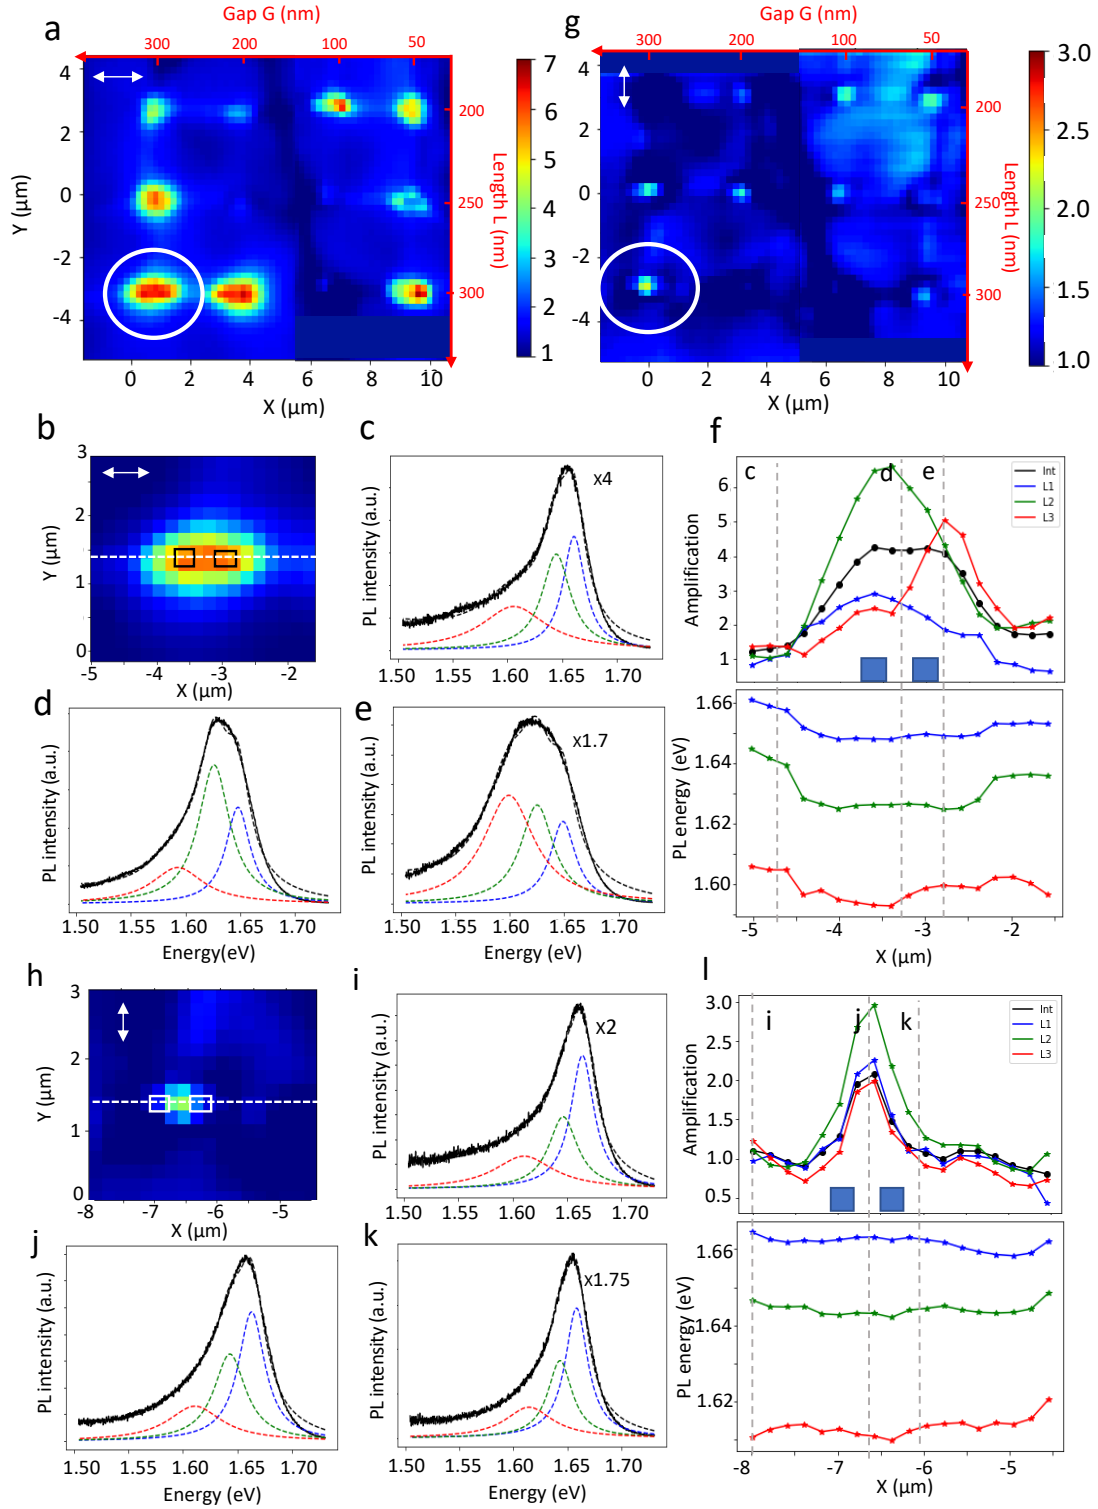 a
Gap G (nm)
300
200
100
50
4
2
0
-2
-4
Y (μm)
0
2
4
6
8
10
X (μm)
200
250
300
Length L (nm)
7
6
5
4
3
2
1
g
Gap G (nm)
300
200
100
50
4
2
0
-2
-4
0
2
4
6
8
10
X (μm)
200
250
300
Length L (nm)
3.0
2.5
2.0
1.5
1.0
b
3
2
1
0
Y (μm)
-5
-4
-3
-2
X (μm)
c
x4
PL intensity (a.u.)
1.50
1.55
1.60
1.65
1.70
f
c
d
e
Int
L1
L2
L3
6
5
4
3
2
1
Amplification
1.66
1.64
1.62
1.60
PL energy (eV)
-5
-4
-3
-2
X (μm)
d
PL intensity (a.u.)
1.50
1.55
1.60
1.65
1.70
Energy(eV)
e
x1.7
PL intensity (a.u.)
1.50
1.55
1.60
1.65
1.70
Energy (eV)
h
3
2
1
0
Y (μm)
-8
-7
-6
-5
X (μm)
i
x2
PL intensity (a.u.)
1.50
1.55
1.60
1.65
1.70
l
i
j
k
Int
L1
L2
L3
3.0
2.5
2.0
1.5
1.0
0.5
Amplification
1.66
1.64
1.62
PL energy (eV)
-8
-7
-6
-5
X (μm)
j
PL intensity (a.u.)
1.50
1.55
1.60
1.65
1.70
Energy (eV)
k
x1.75
PL intensity (a.u.)
1.50
1.55
1.60
1.65
1.70
Energy (eV)